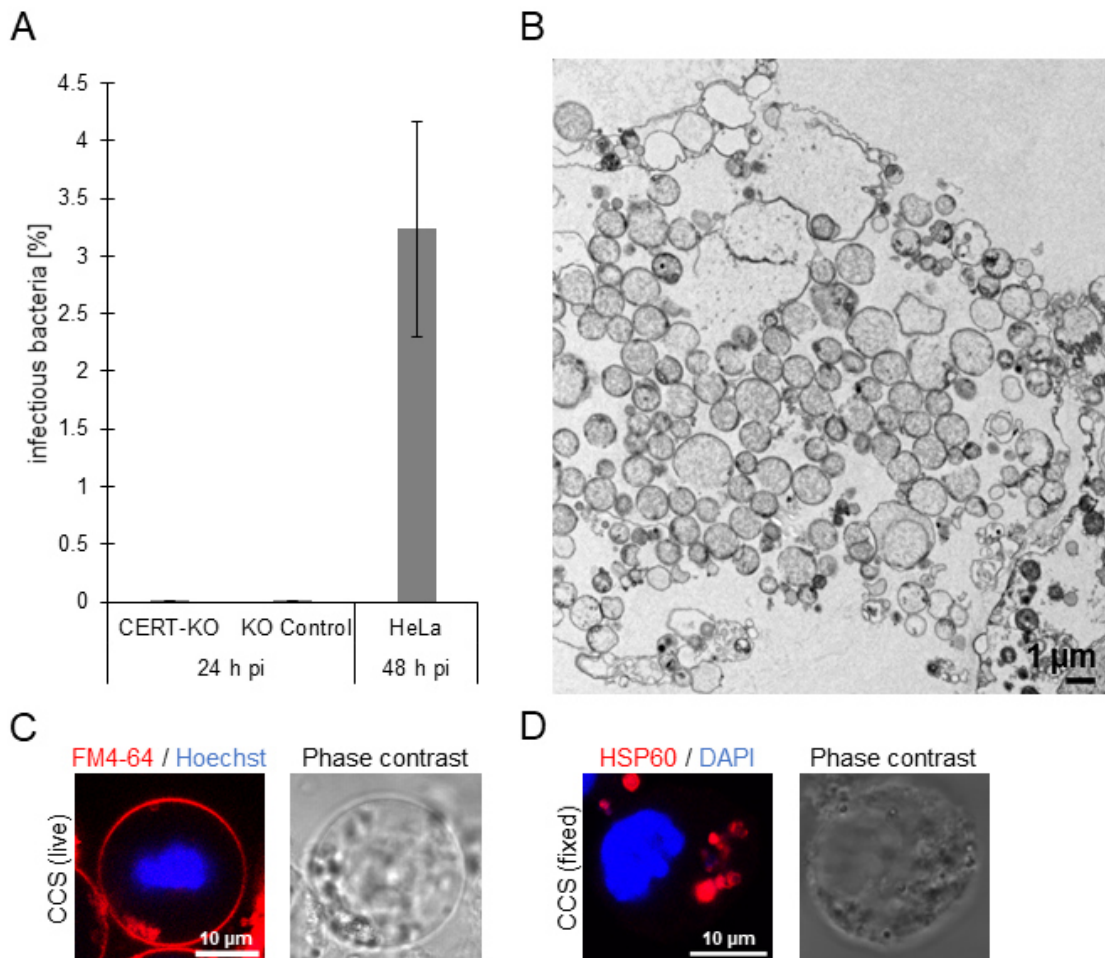 A
4.5
4
3.5
3
2.5
2
1.5
1
0.5
0
infectious bacteria [%]
CERT-KO KO Control HeLa
24 h pi 48 h pi
B
1 µm
C
FM4-64 / Hoechst Phase contrast
CCS (live)
10 µm
D
HSP60 / DAPI Phase contrast
CCS (fixed)
10 µm